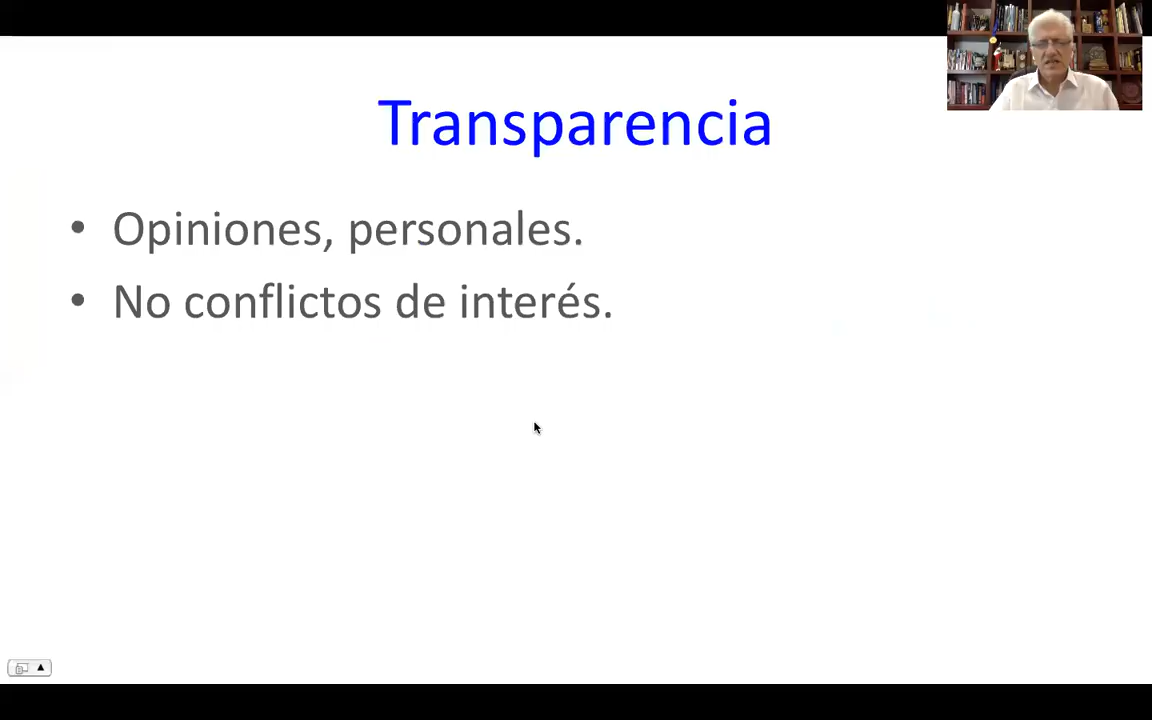 Transparencia
• Opiniones, personales.
• No conflictos de interés.